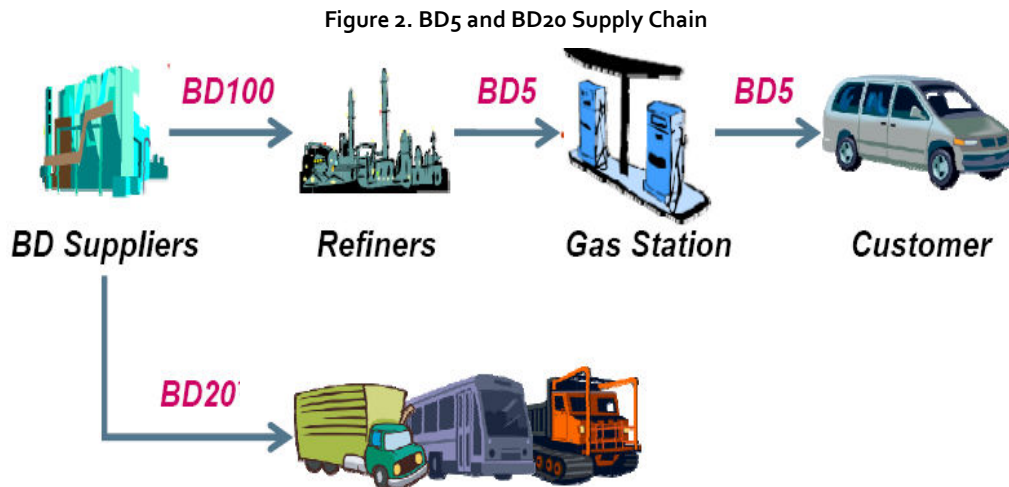 Figure 2. BD5 and BD20 Supply Chain
BD100 BD5 BD5
BD Suppliers Refiners Gas Station Customer
BD20